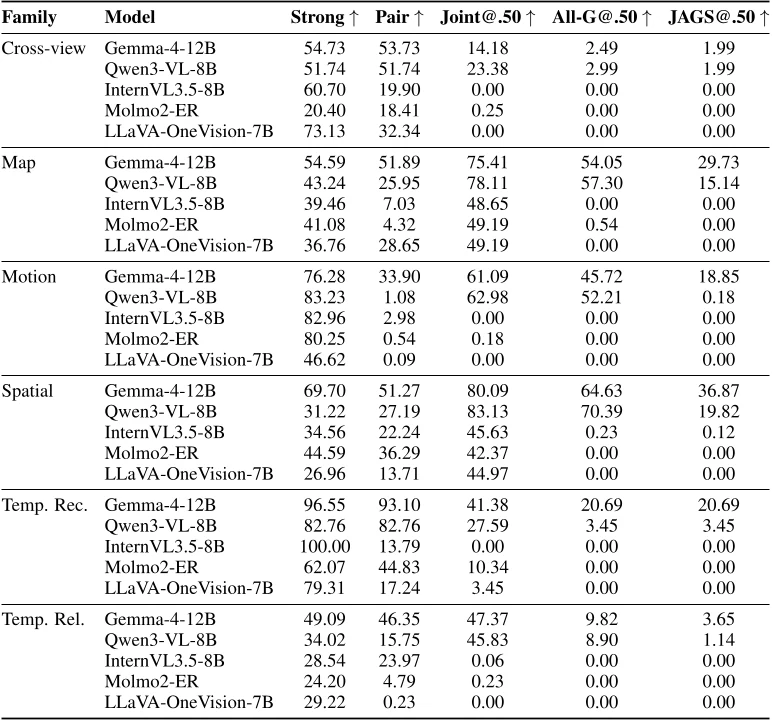 Family Model Strong ↑ Pair ↑ Joint@.50 ↑ All-G@.50 ↑ JAGS@.50 ↑
Cross-view Gemma-4-12B 54.73 53.73 14.18 2.49 1.99
Qwen3-VL-8B 51.74 51.74 23.38 2.99 1.99
InternVL3.5-8B 60.70 19.90 0.00 0.00 0.00
Molmo2-ER 20.40 18.41 0.25 0.00 0.00
LLaVA-OneVision-7B 73.13 32.34 0.00 0.00 0.00
Map Gemma-4-12B 54.59 51.89 75.41 54.05 29.73
Qwen3-VL-8B 43.24 25.95 78.11 57.30 15.14
InternVL3.5-8B 39.46 7.03 48.65 0.00 0.00
Molmo2-ER 41.08 4.32 49.19 0.54 0.00
LLaVA-OneVision-7B 36.76 28.65 49.19 0.00 0.00
Motion Gemma-4-12B 76.28 33.90 61.09 45.72 18.85
Qwen3-VL-8B 83.23 1.08 62.98 52.21 0.18
InternVL3.5-8B 82.96 2.98 0.00 0.00 0.00
Molmo2-ER 80.25 0.54 0.18 0.00 0.00
LLaVA-OneVision-7B 46.62 0.09 0.00 0.00 0.00
Spatial Gemma-4-12B 69.70 51.27 80.09 64.63 36.87
Qwen3-VL-8B 31.22 27.19 83.13 70.39 19.82
InternVL3.5-8B 34.56 22.24 45.63 0.23 0.12
Molmo2-ER 44.59 36.29 42.37 0.00 0.00
LLaVA-OneVision-7B 26.96 13.71 44.97 0.00 0.00
Temp. Rec. Gemma-4-12B 96.55 93.10 41.38 20.69 20.69
Qwen3-VL-8B 82.76 82.76 27.59 3.45 3.45
InternVL3.5-8B 100.00 13.79 0.00 0.00 0.00
Molmo2-ER 62.07 44.83 10.34 0.00 0.00
LLaVA-OneVision-7B 79.31 17.24 3.45 0.00 0.00
Temp. Rel. Gemma-4-12B 49.09 46.35 47.37 9.82 3.65
Qwen3-VL-8B 34.02 15.75 45.83 8.90 1.14
InternVL3.5-8B 28.54 23.97 0.06 0.00 0.00
Molmo2-ER 24.20 4.79 0.23 0.00 0.00
LLaVA-OneVision-7B 29.22 0.23 0.00 0.00 0.00